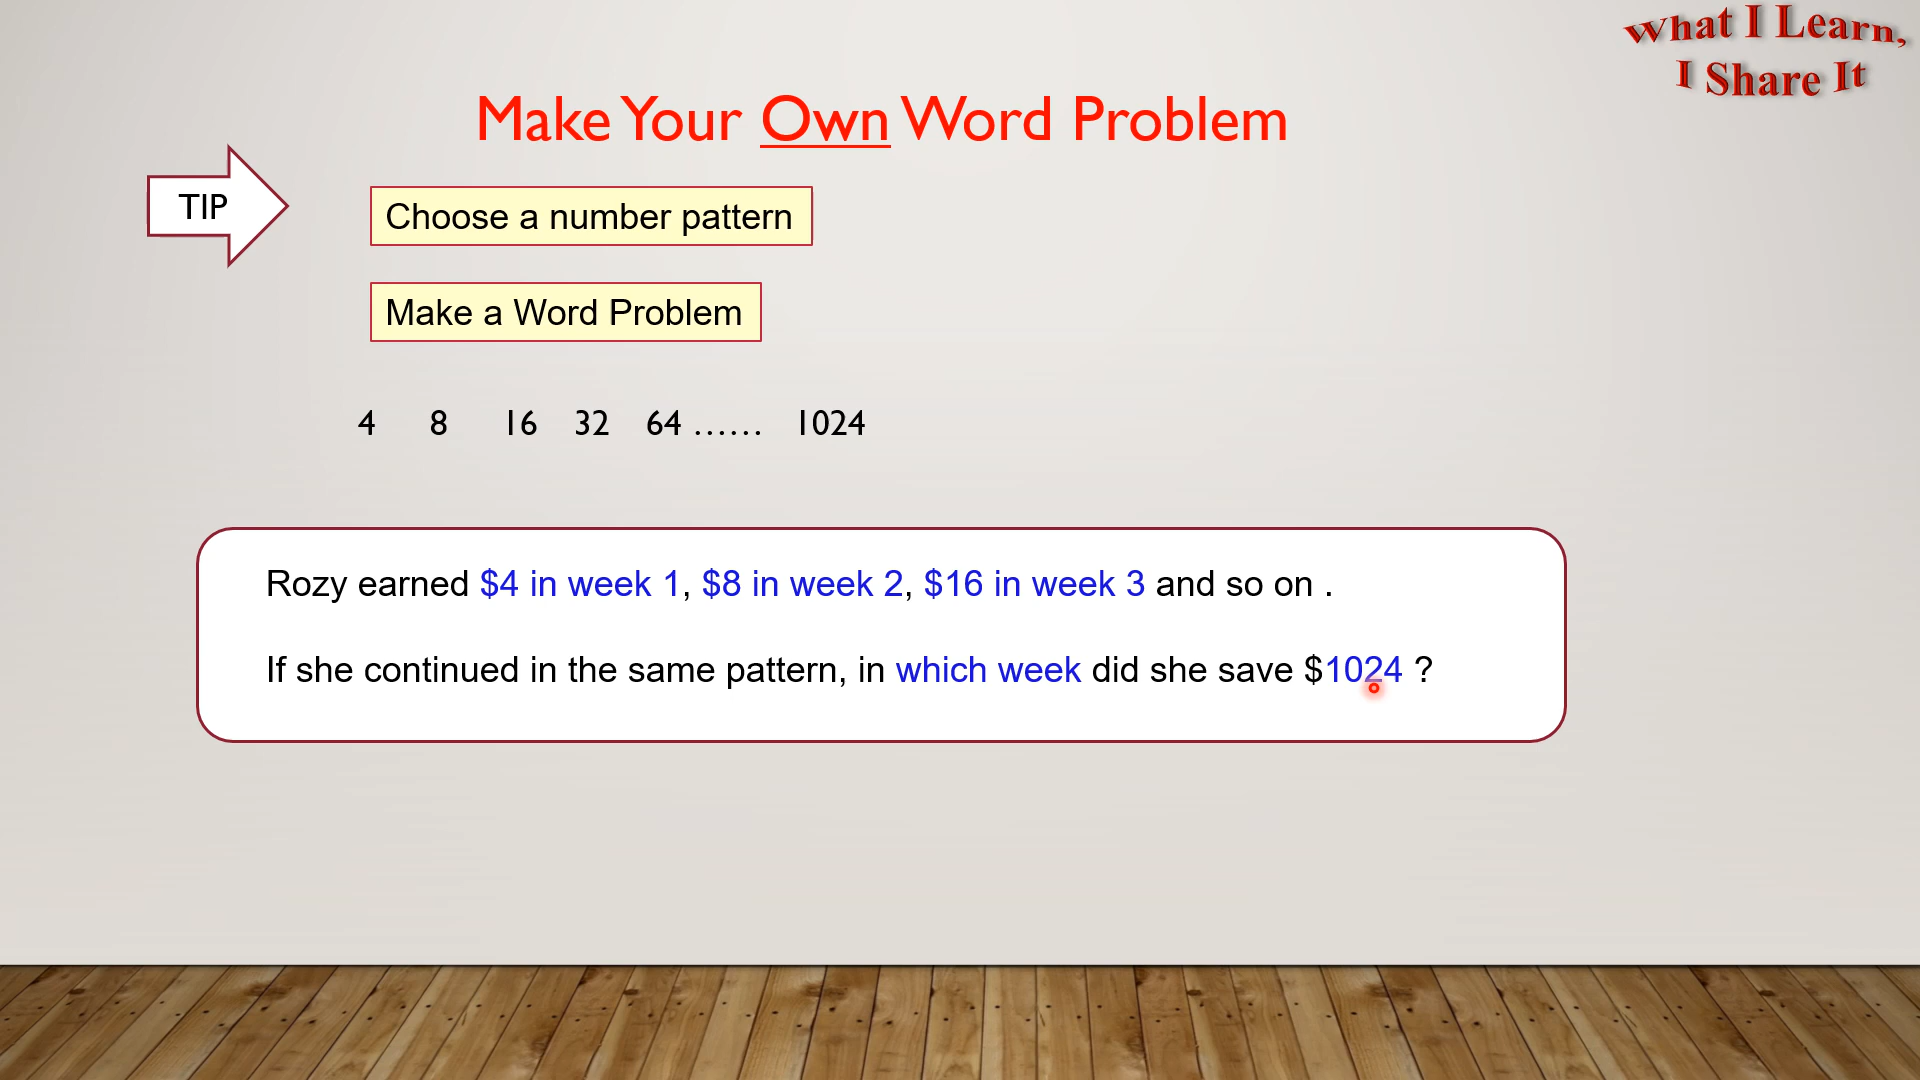 What I Learn,
I Share It
Make Your Own Word Problem
TIP
Choose a number pattern
Make a Word Problem
4 8 16 32 64 ...... 1024
Rozy earned $4 in week 1, $8 in week 2, $16 in week 3 and so on .
If she continued in the same pattern, in which week did she save $1024 ?